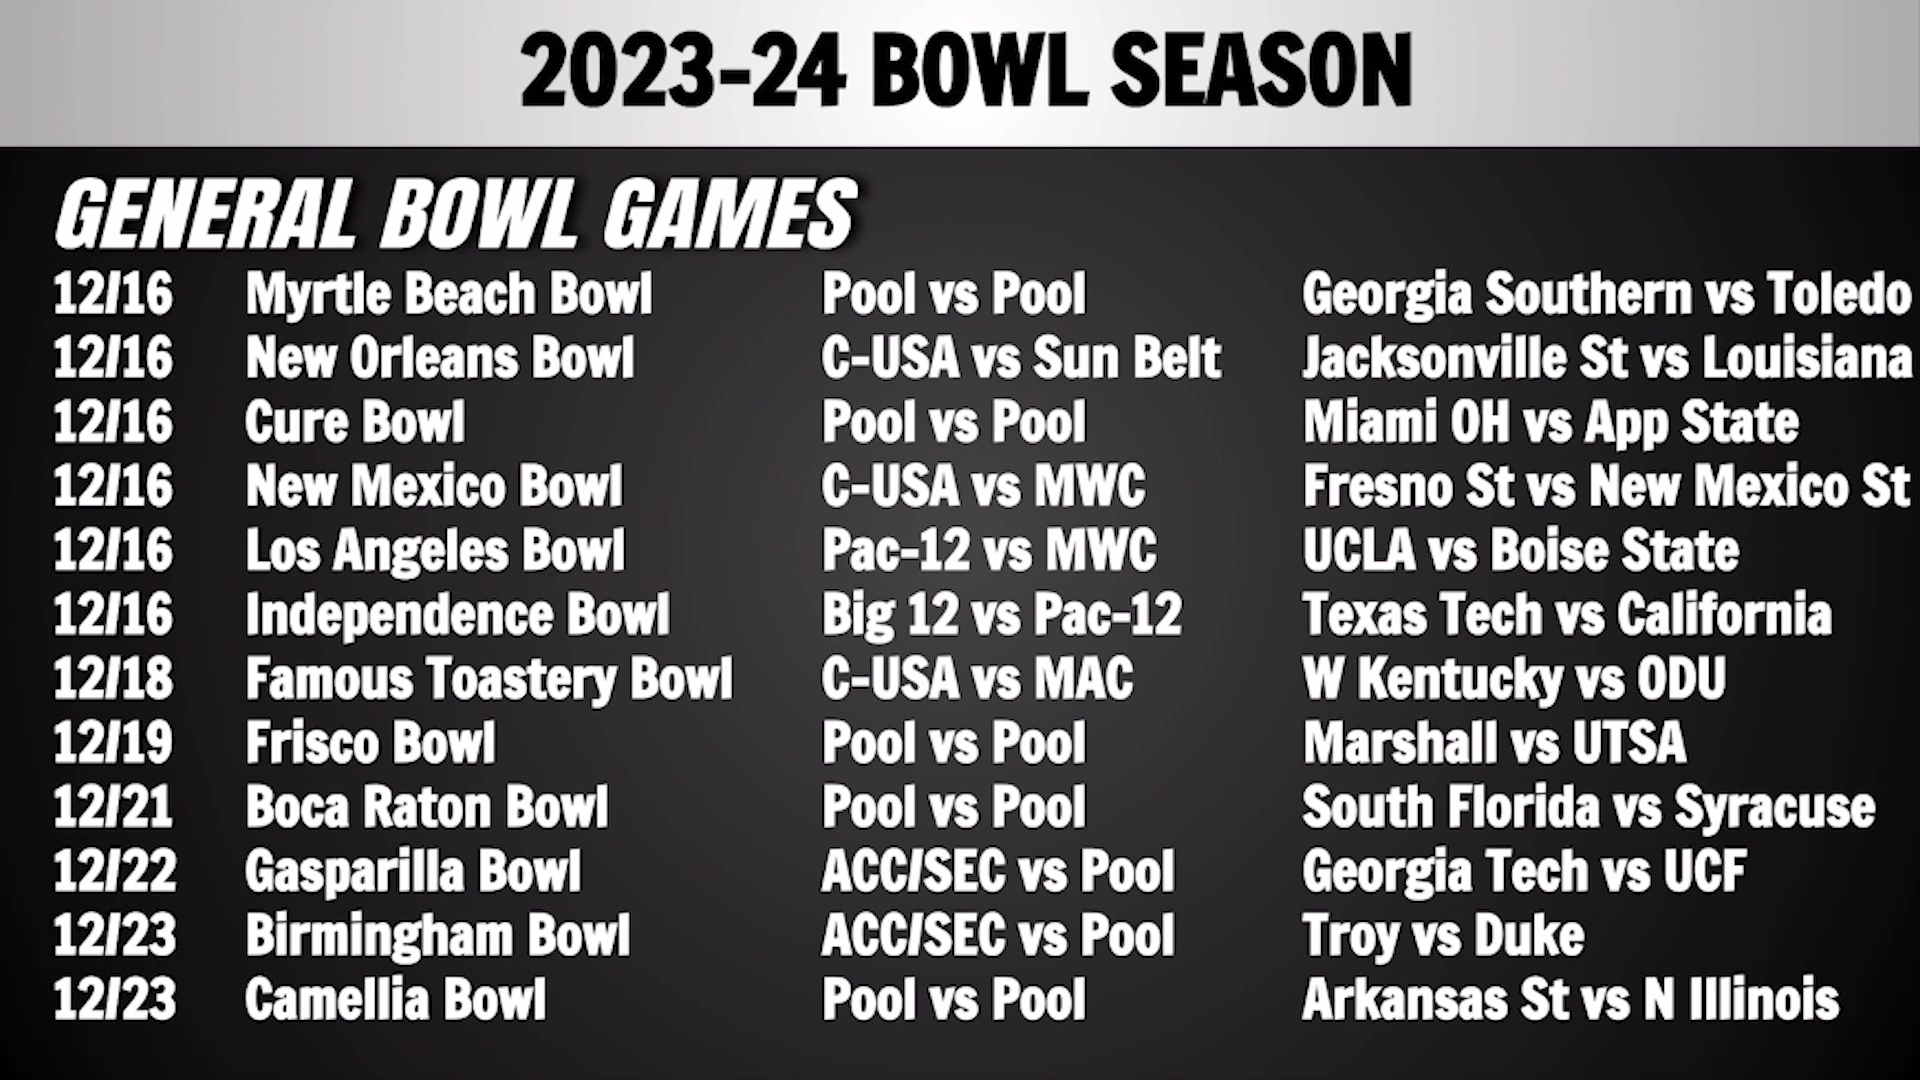 2023-24 BOWL SEASON
GENERAL BOWL GAMES
12/16 Myrtle Beach Bowl Pool vs Pool Georgia Southern vs Toledo
12/16 New Orleans Bowl C-USA vs Sun Belt Jacksonville St vs Louisiana
12/16 Cure Bowl Pool vs Pool Miami OH vs App State
12/16 New Mexico Bowl C-USA vs MWC Fresno St vs New Mexico St
12/16 Los Angeles Bowl Pac-12 vs MWC UCLA vs Boise State
12/16 Independence Bowl Big 12 vs Pac-12 Texas Tech vs California
12/18 Famous Toastery Bowl C-USA vs MAC W Kentucky vs ODU
12/19 Frisco Bowl Pool vs Pool Marshall vs UTSA
12/21 Boca Raton Bowl Pool vs Pool South Florida vs Syracuse
12/22 Gasparilla Bowl ACC/SEC vs Pool Georgia Tech vs UCF
12/23 Birmingham Bowl ACC/SEC vs Pool Troy vs Duke
12/23 Camellia Bowl Pool vs Pool Arkansas St vs N Illinois